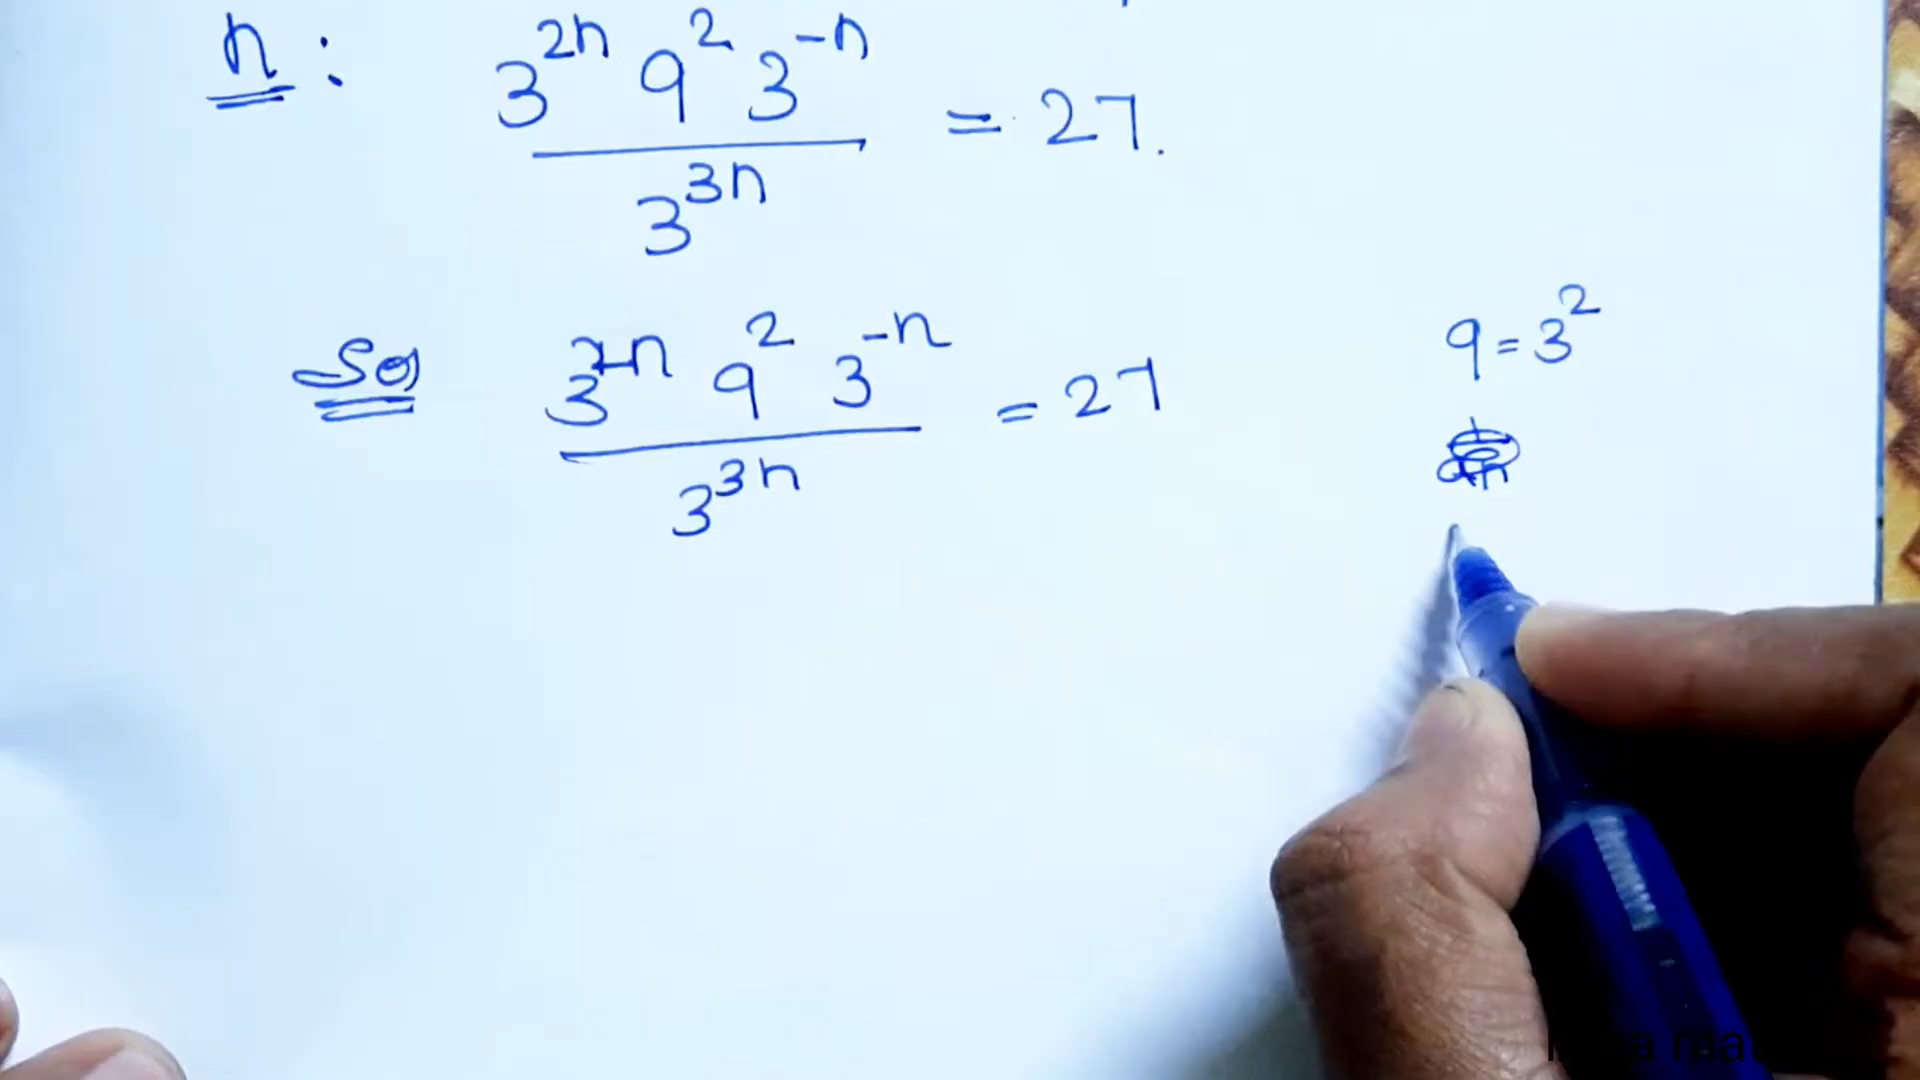 n : 3^{2n} 9^2 3^{-n} / 3^{3n} = 27.
Sol 3^{2n} 9^2 3^{-n} / 3^{3n} = 27
9 = 3^2